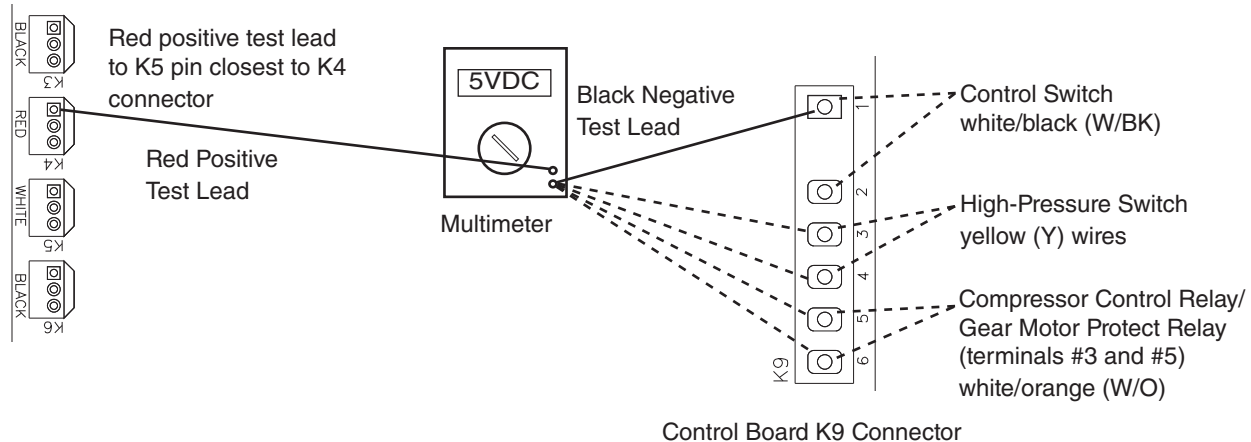 BLACK
K3
RED
K4
WHITE
K5
BLACK
K6
Red positive test lead
to K5 pin closest to K4
connector
Red Positive
Test Lead
5VDC
Multimeter
Black Negative
Test Lead
K9
1
2
3
4
5
6
Control Switch
white/black (W/BK)
High-Pressure Switch
yellow (Y) wires
Compressor Control Relay/
Gear Motor Protect Relay
(terminals #3 and #5)
white/orange (W/O)
Control Board K9 Connector